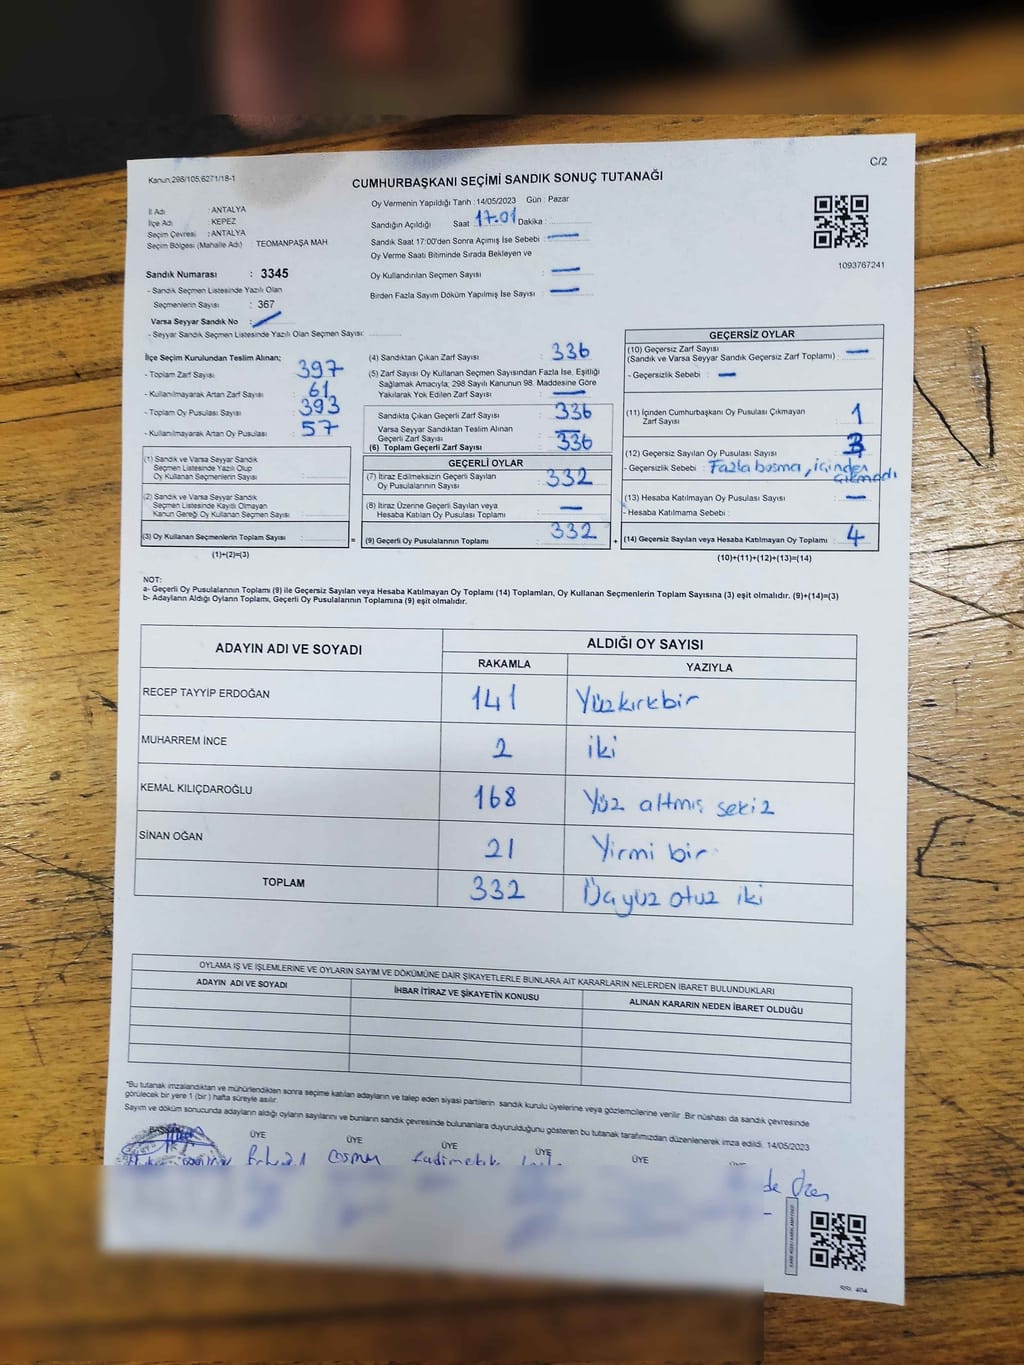 C/2
Kanun;298/105,6271/18-1
CUMHURBAŞKANI SEÇİMİ SANDIK SONUÇ TUTANAĞI
İl Adı : ANTALYA
İlçe Adı : KEPEZ
Seçim Çevresi : ANTALYA
Seçim Bölgesi (Mahalle Adı) TEOMANPAŞA MAH
Sandık Numarası : 3345
- Sandık Seçmen Listesinde Yazılı Olan
Seçmenlerin Sayısı : 367
Varsa Seyyar Sandık No :
- Seyyar Sandık Seçmen Listesinde Yazılı Olan Seçmen Sayısı:
Oy Vermenin Yapıldığı Tarih : 14/05/2023 Gün : Pazar
Sandığın Açıldığı Saat 17.01 Dakika :
Sandık Saat 17:00'den Sonra Açımış İse Sebebi : —
Oy Verme Saati Bitiminde Sırada Bekleyen ve
Oy Kullandırılan Seçmen Sayısı : —
Birden Fazla Sayım Döküm Yapılmış İse Sayısı : —
1093767241
İlçe Seçim Kurulundan Teslim Alınan;
- Toplam Zarf Sayısı : 397
- Kullanılmayarak Artan Zarf Sayısı : 61
- Toplam Oy Pusulası Sayısı : 393
- Kullanılmayarak Artan Oy Pusulası : 57
(1) Sandık ve Varsa Seyyar Sandık
Seçmen Listesinde Yazılı Olup
Oy Kullanan Seçmenlerin Sayısı :
(2) Sandık ve Varsa Seyyar Sandık
Seçmen Listesinde Kayıtlı Olmayan
Kanun Gereği Oy Kullanan Seçmen Sayısı :
(3) Oy Kullanan Seçmenlerin Toplam Sayısı :
=
(1)+(2)=(3)
(4) Sandıktan Çıkan Zarf Sayısı : 336
(5) Zarf Sayısı Oy Kullanan Seçmen Sayısından Fazla İse, Eşitliği
Sağlamak Amacıyla; 298 Sayılı Kanunun 98. Maddesine Göre
Yakılarak Yok Edilen Zarf Sayısı : —
Sandıkta Çıkan Geçerli Zarf Sayısı : 336
Varsa Seyyar Sandıktan Teslim Alınan
Geçerli Zarf Sayısı : —
(6) Toplam Geçerli Zarf Sayısı : 336
GEÇERLİ OYLAR
(7) İtiraz Edilmeksizin Geçerli Sayılan
Oy Pusulalarının Sayısı : 332
(8) İtiraz Üzerine Geçerli Sayılan veya
Hesaba Katılan Oy Pusulası Toplamı : —
(9) Geçerli Oy Pusulalarının Toplamı : 332
+
GEÇERSİZ OYLAR
(10) Geçersiz Zarf Sayısı
(Sandık ve Varsa Seyyar Sandık Geçersiz Zarf Toplamı) : —
- Geçersizlik Sebebi : —
(11) İçinden Cumhurbaşkanı Oy Pusulası Çıkmayan
Zarf Sayısı : 1
(12) Geçersiz Sayılan Oy Pusulası Sayısı : 3
- Geçersizlik Sebebi : Fazla basma, içinden
çıkmadı
(13) Hesaba Katılmayan Oy Pusulası Sayısı : —
- Hesaba Katılmama Sebebi :
(14) Geçersiz Sayılan veya Hesaba Katılmayan Oy Toplamı : 4
(10)+(11)+(12)+(13)=(14)
NOT:
a- Geçerli Oy Pusulalarının Toplamı (9) ile Geçersiz Sayılan veya Hesaba Katılmayan Oy Toplamı (14) Toplamları, Oy Kullanan Seçmenlerin Toplam Sayısına (3) eşit olmalıdır. (9)+(14)=(3)
b- Adayların Aldığı Oyların Toplamı, Geçerli Oy Pusulalarının Toplamına (9) eşit olmalıdır.
ADAYIN ADI VE SOYADI
ALDIĞI OY SAYISI
RAKAMLA YAZIYLA
RECEP TAYYİP ERDOĞAN 141 Yüzkırkbir
MUHARREM İNCE 2 iki
KEMAL KILIÇDAROĞLU 168 Yüz altmış sekiz
SİNAN OĞAN 21 Yirmi bir
TOPLAM 332 Üçyüz otuz iki
OYLAMA İŞ VE İŞLEMLERİNE VE OYLARIN SAYIM VE DÖKÜMÜNE DAİR ŞİKAYETLERLE BUNLARA AİT KARARLARIN NELERDEN İBARET BULUNDUKLARI
ADAYIN ADI VE SOYADI İHBAR İTİRAZ VE ŞİKAYETİN KONUSU ALINAN KARARIN NEDEN İBARET OLDUĞU
*Bu tutanak imzalandıktan ve mühürlendikten sonra seçime katılan adayların ve talep eden siyasi partilerin sandık kurulu üyelerine veya gözlemcilerine verilir. Bir nüshası da sandık çevresinde
görülecek bir yere 1 (bir ) hafta süreyle asılır.
Sayım ve döküm sonucunda adayların aldığı oyların sayılarını ve bunların sandık çevresinde bulunanlara duyurulduğunu gösteren bu tutanak tarafımızdan düzenlenerek imza edildi. 14/05/2023
BAŞKAN ÜYE ÜYE ÜYE ÜYE ÜYE